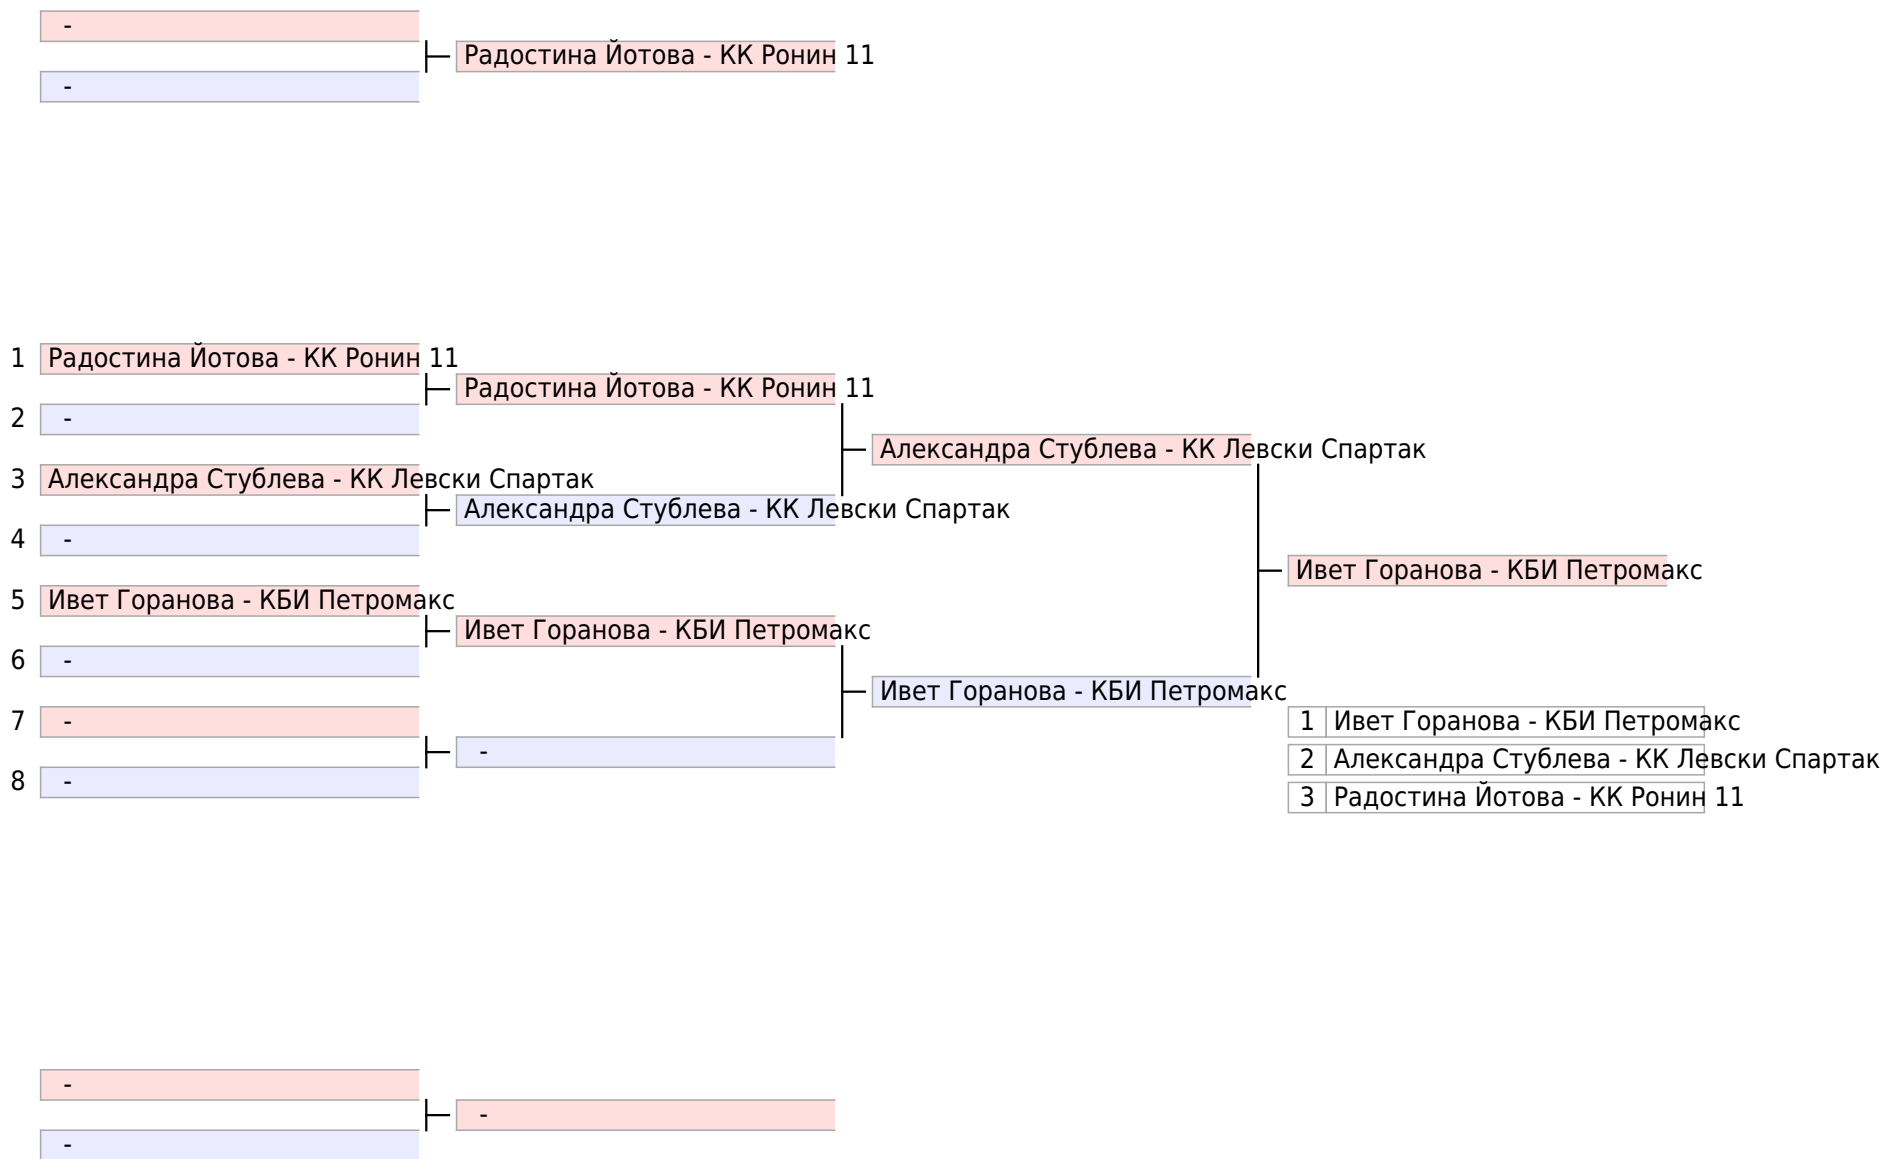 -
Радостина Йотова - КК Ронин 11
-
1 Радостина Йотова - КК Ронин 11
Радостина Йотова - КК Ронин 11
2 -
Александра Стублева - КК Левски Спартак
3 Александра Стублева - КК Левски Спартак
Александра Стублева - КК Левски Спартак
4 -
Ивет Горанова - КБИ Петромакс
5 Ивет Горанова - КБИ Петромакс
Ивет Горанова - КБИ Петромакс
6 -
Ивет Горанова - КБИ Петромакс
7 -
1 Ивет Горанова - КБИ Петромакс
-
2 Александра Стублева - КК Левски Спартак
8 -
3 Радостина Йотова - КК Ронин 11
-
-
-